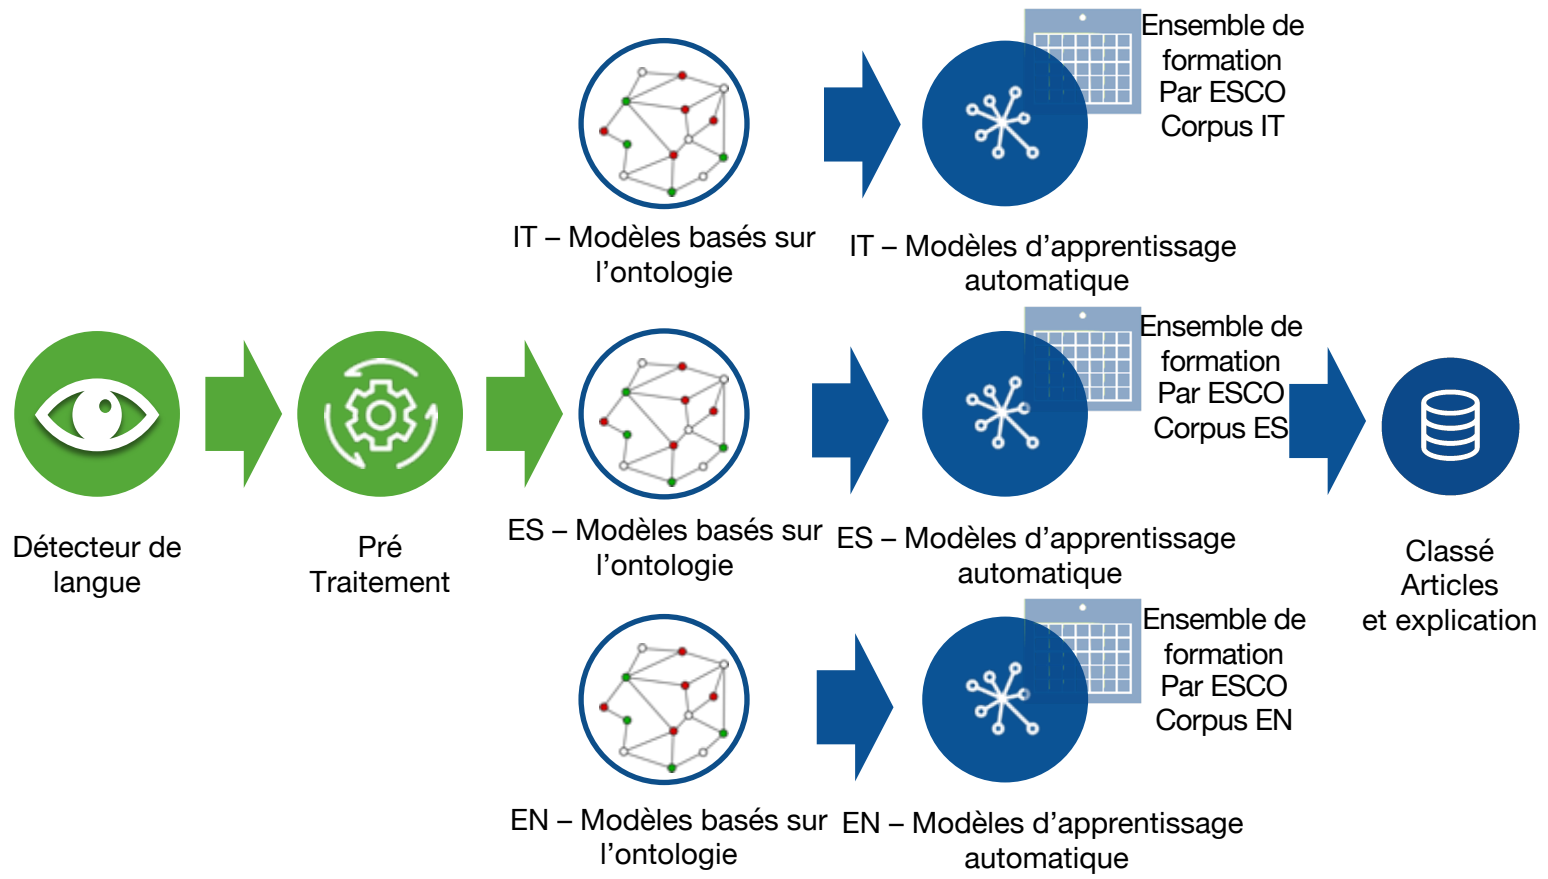 Ensemble de
formation
Par ESCO
Corpus IT
IT – Modèles basés sur
l’ontologie
IT – Modèles d’apprentissage
automatique
Ensemble de
formation
Par ESCO
Corpus ES
Détecteur de
langue
Pré
Traitement
ES – Modèles basés sur
l’ontologie
ES – Modèles d’apprentissage
automatique
Classé
Articles
et explication
Ensemble de
formation
Par ESCO
Corpus EN
EN – Modèles basés sur
l’ontologie
EN – Modèles d’apprentissage
automatique